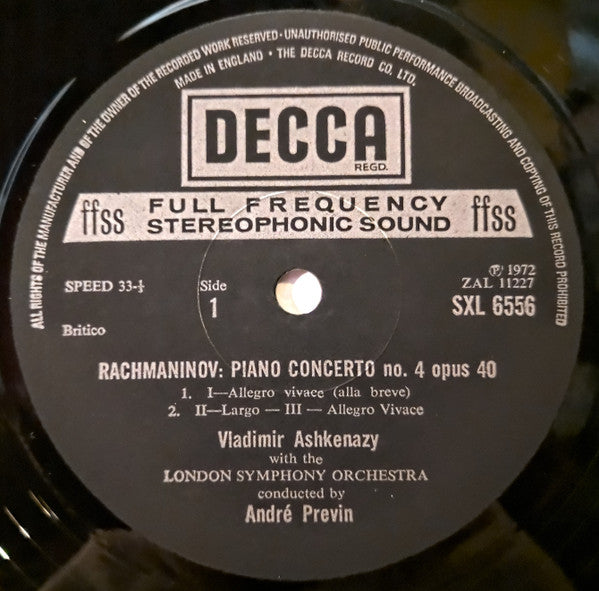 ALL RIGHTS OF THE MANUFACTURER AND OF THE OWNER OF THE RECORDED WORK RESERVED · UNAUTHORISED PUBLIC PERFORMANCE BROADCASTING AND COPYING OF THIS RECORD PROHIBITED
MADE IN ENGLAND · THE DECCA RECORD CO. LTD.
DECCA
REGD.
ffss FULL FREQUENCY STEREOPHONIC SOUND ffss
SPEED 33-⅓
Side
1
Ⓟ 1972
ZAL 11227
SXL 6556
Britico
RACHMANINOV: PIANO CONCERTO no. 4 opus 40
1. I—Allegro vivace (alla breve)
2. II—Largo — III — Allegro Vivace
Vladimir Ashkenazy
with the
LONDON SYMPHONY ORCHESTRA
conducted by
André Previn